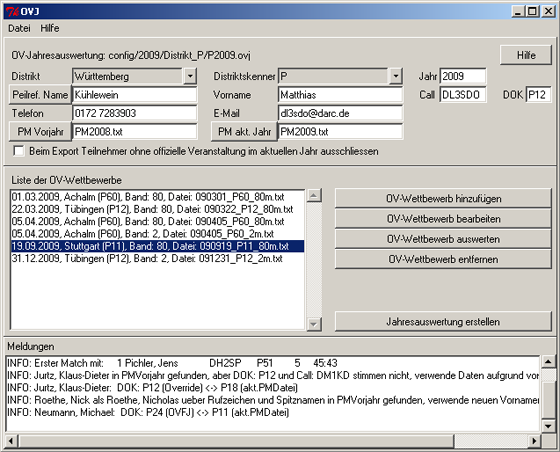 OVJ
Datei Hilfe
OV-Jahresauswertung: config/2009/Distrikt_P/P2009.ovj
Hilfe
Distrikt Württemberg Distriktskenner P Jahr 2009
Peilref. Name Kühlewein Vorname Matthias Call DL3SDO DOK P12
Telefon 0172 7283903 E-Mail dl3sdo@darc.de
PM Vorjahr PM2008.txt PM akt. Jahr PM2009.txt
Beim Export Teilnehmer ohne offizielle Veranstaltung im aktuellen Jahr ausschliessen
Liste der OV-Wettbewerbe
01.03.2009, Achalm (P60), Band: 80, Datei: 090301_P60_80m.txt
22.03.2009, Tübingen (P12), Band: 80, Datei: 090322_P12_80m.txt
05.04.2009, Achalm (P60), Band: 80, Datei: 090405_P60_80m.txt
05.04.2009, Achalm (P60), Band: 2, Datei: 090405_P60_2m.txt
19.09.2009, Stuttgart (P11), Band: 80, Datei: 090919_P11_80m.txt
31.12.2009, Tübingen (P12), Band: 2, Datei: 091231_P12_2m.txt
OV-Wettbewerb hinzufügen
OV-Wettbewerb bearbeiten
OV-Wettbewerb auswerten
OV-Wettbewerb entfernen
Jahresauswertung erstellen
Meldungen
INFO: Erster Match mit: 1 Pichler, Jens DH2SP P51 5 45:43
INFO: Jurtz, Klaus-Dieter in PMVorjahr gefunden, aber DOK: P12 und Call: DM1KD stimmen nicht, verwende Daten aufgrund vor
INFO: Jurtz, Klaus-Dieter: DOK: P12 (Override) <-> P18 (akt.PMDatei)
INFO: Roethe, Nick als Roethe, Nicholas ueber Rufzeichen und Spitznamen in PMVorjahr gefunden, verwende neuen Vornamer
INFO: Neumann, Michael: DOK: P24 (OVFJ) <-> P11 (akt.PMDatei)